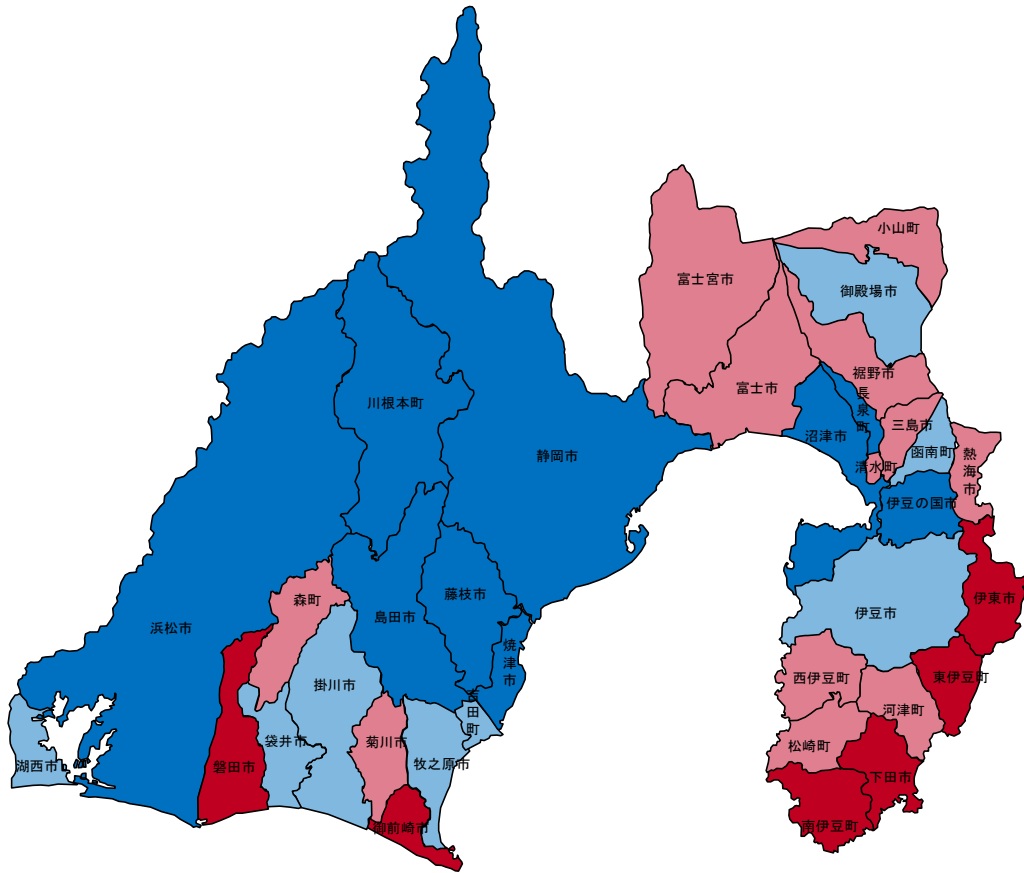 小山町
富士宮市
御殿場市
裾野市
富士市
長泉町
川根本町
三島市
沼津市
函南町
静岡市
熱海市
清水町
伊豆の国市
藤枝市
伊東市
森町
伊豆市
島田市
浜松市
焼津市
西伊豆町
東伊豆町
掛川市
吉田町
河津町
袋井市
菊川市
松崎町
湖西市
磐田市
牧之原市
下田市
御前崎市
南伊豆町